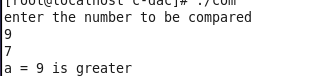 [root@localhost c-dac]# ./com
enter the number to be compared
9
7
a = 9 is greater